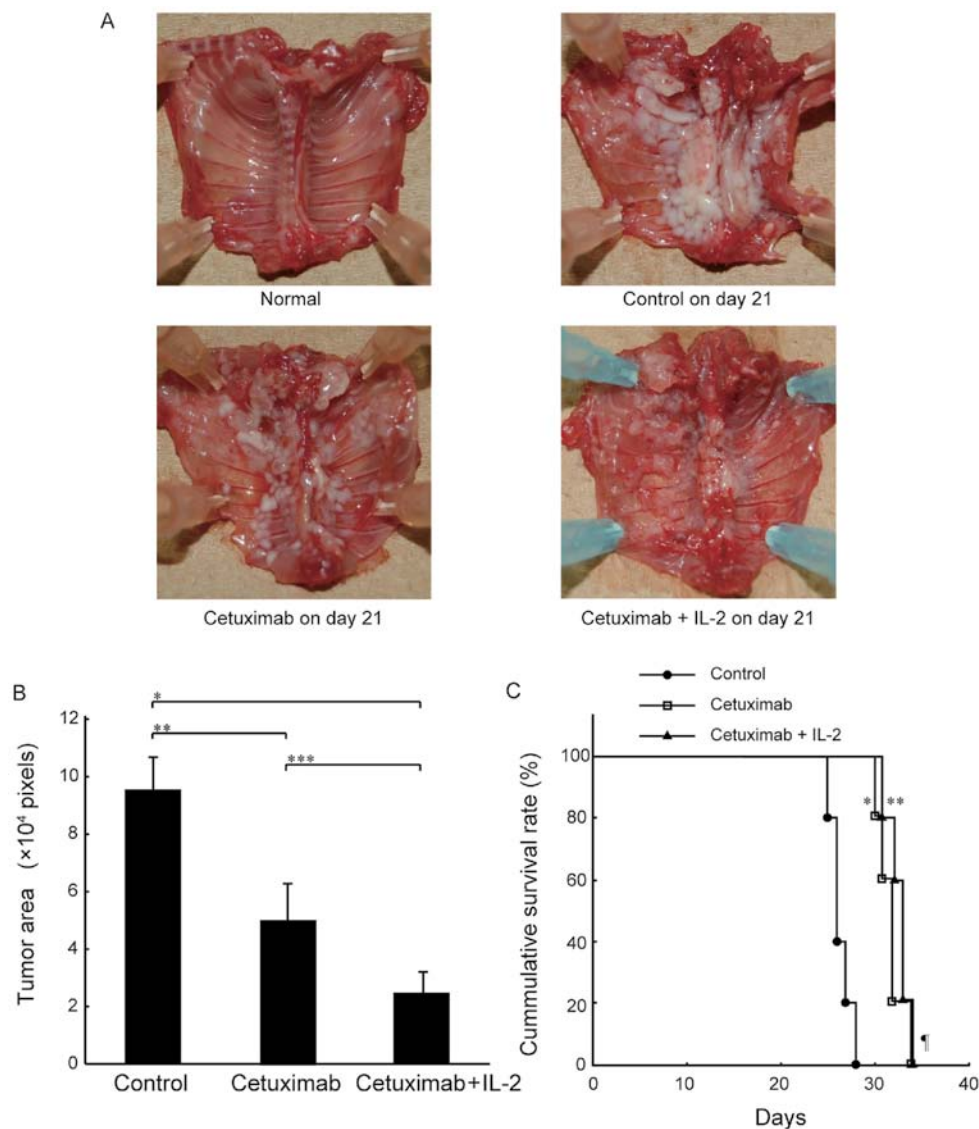 A
Normal
Control on day 21
Cetuximab on day 21
Cetuximab + IL-2 on day 21
B
*
**
***
12
10
8
6
4
2
0
Tumor area (×10⁴ pixels)
Control
Cetuximab
Cetuximab+IL-2
C
Control
Cetuximab
Cetuximab + IL-2
100
80
60
40
20
0
Cummulative survival rate (%)
* **
¶
0 10 20 30 40
Days